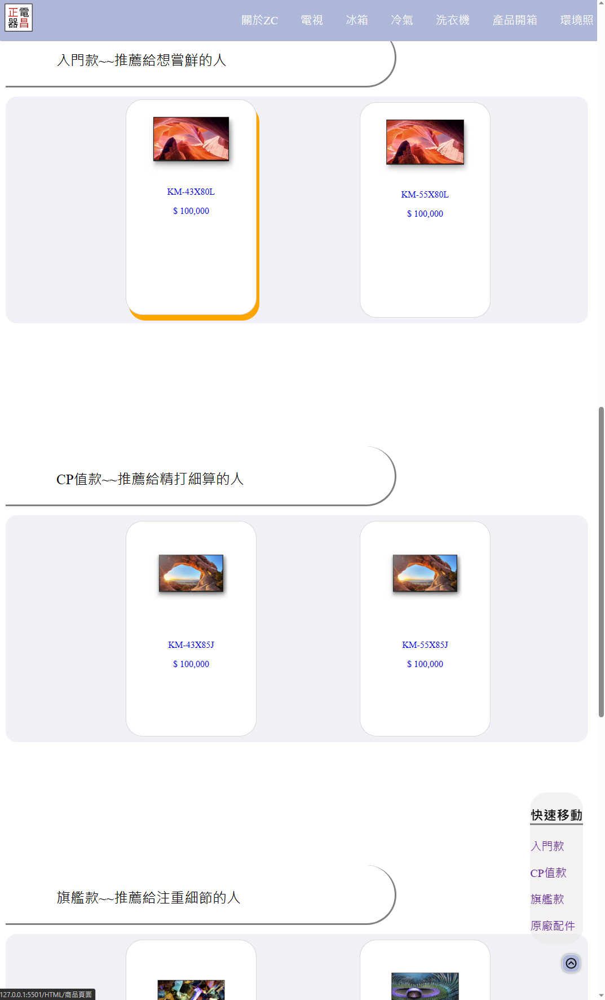 正電
器昌
關於ZC 電視 冰箱 冷氣 洗衣機 產品開箱 環境照
入門款~~推薦給想嘗鮮的人
KM-43X80L
$ 100,000
KM-55X80L
$ 100,000
CP值款~~推薦給精打細算的人
KM-43X85J
$ 100,000
KM-55X85J
$ 100,000
快速移動
入門款
CP值款
旗艦款
原廠配件
旗艦款~~推薦給注重細節的人
127.0.0.1:5501/HTML/商品頁面